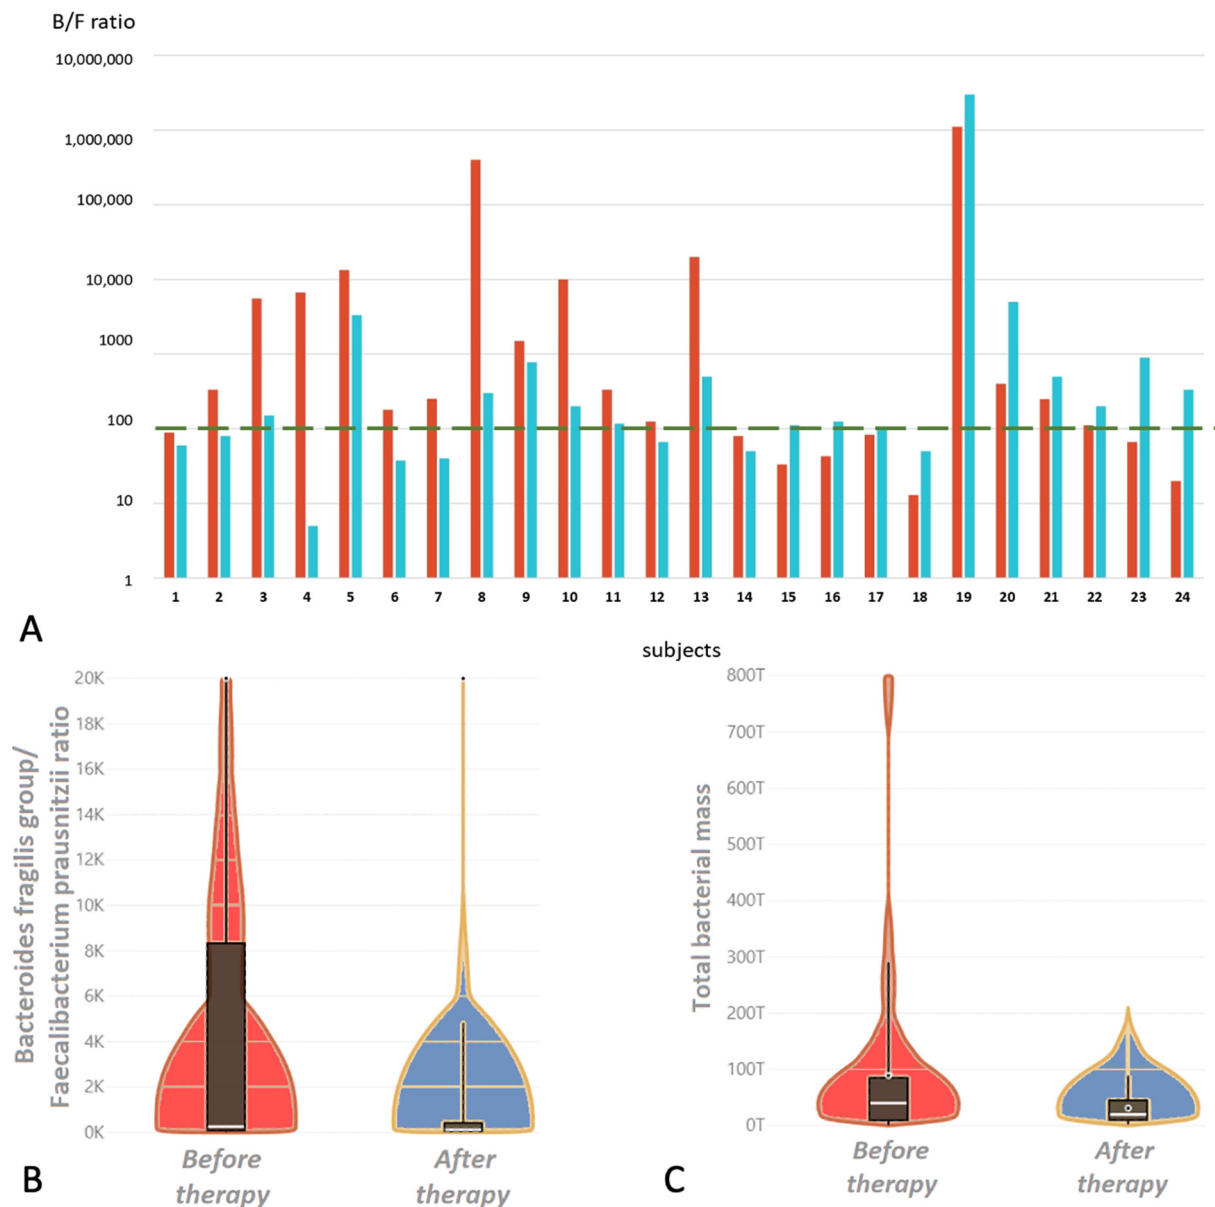 B/F ratio
10,000,000
1,000,000
100,000
10,000
1000
100
10
1
1 2 3 4 5 6 7 8 9 10 11 12 13 14 15 16 17 18 19 20 21 22 23 24
A
subjects
Bacteroides fragilis group/
Faecalibacterium prausnitzii ratio
20K
18K
16K
14K
12K
10K
8K
6K
4K
2K
0K
Before
therapy
After
therapy
B
Total bacterial mass
800T
700T
600T
500T
400T
300T
200T
100T
0T
Before
therapy
After
therapy
C